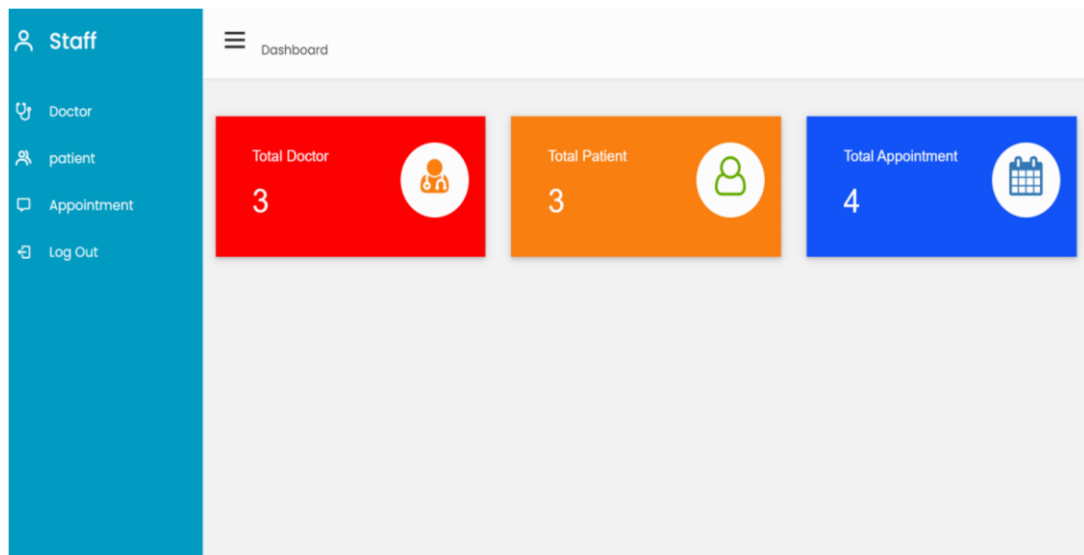 Staff
Doctor
patient
Appointment
Log Out
Dashboard
Total Doctor
3
Total Patient
3
Total Appointment
4